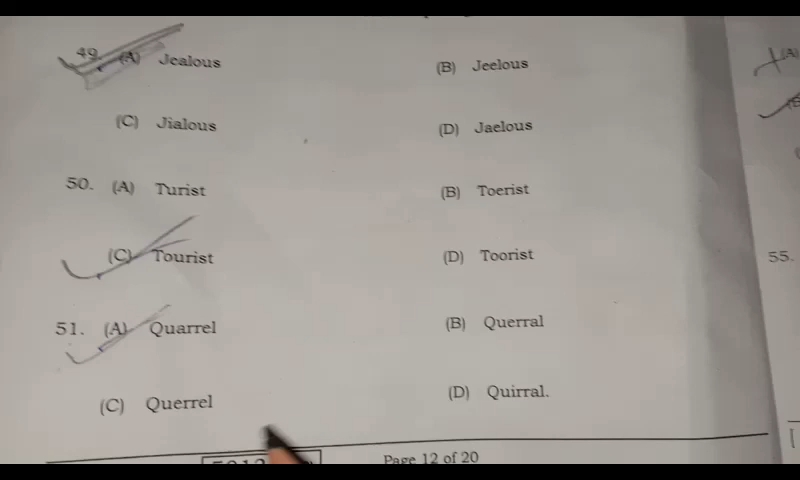 49. (A) Jealous (B) Jeelous
(C) Jialous (D) Jaelous
50. (A) Turist (B) Toerist
(C) Tourist (D) Toorist
51. (A) Quarrel (B) Querral
(C) Querrel (D) Quirral.
Page 12 of 20
(A)
55.